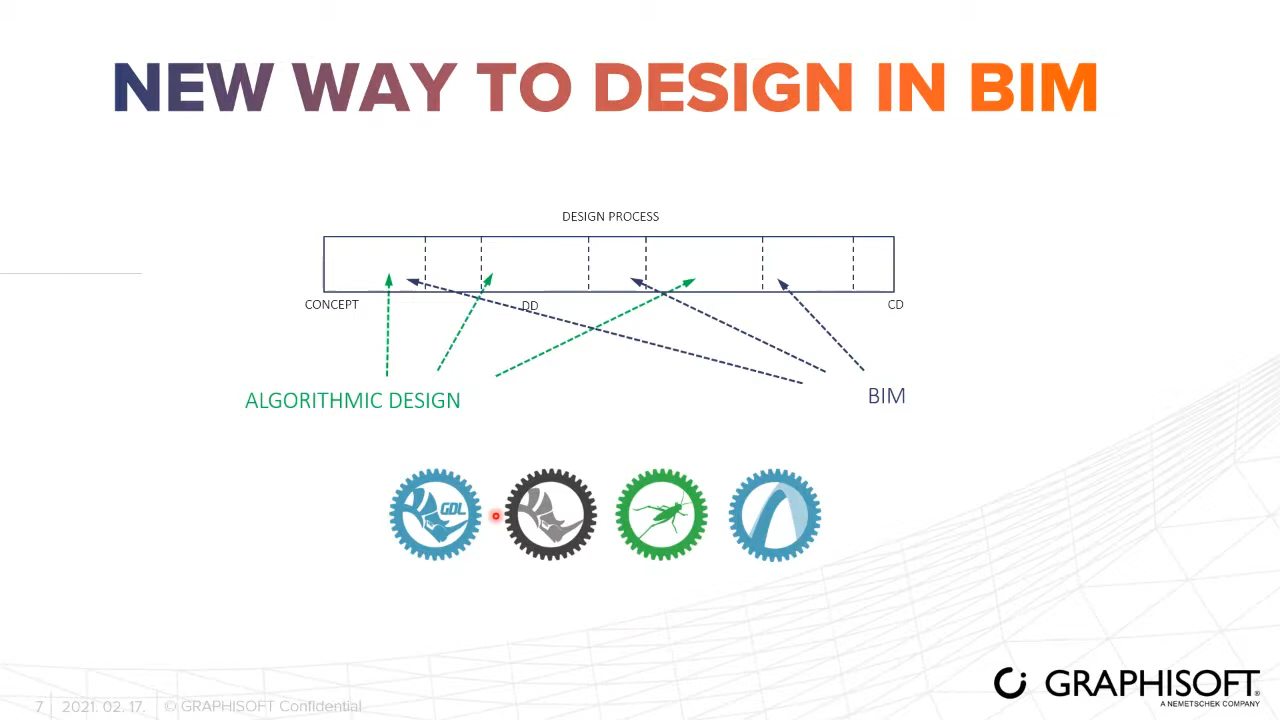 NEW WAY TO DESIGN IN BIM
DESIGN PROCESS
CONCEPT
DD
CD
ALGORITHMIC DESIGN
BIM
GDL
GRAPHISOFT®
A NEMETSCHEK COMPANY
7 2021. 02. 17. © GRAPHISOFT Confidential